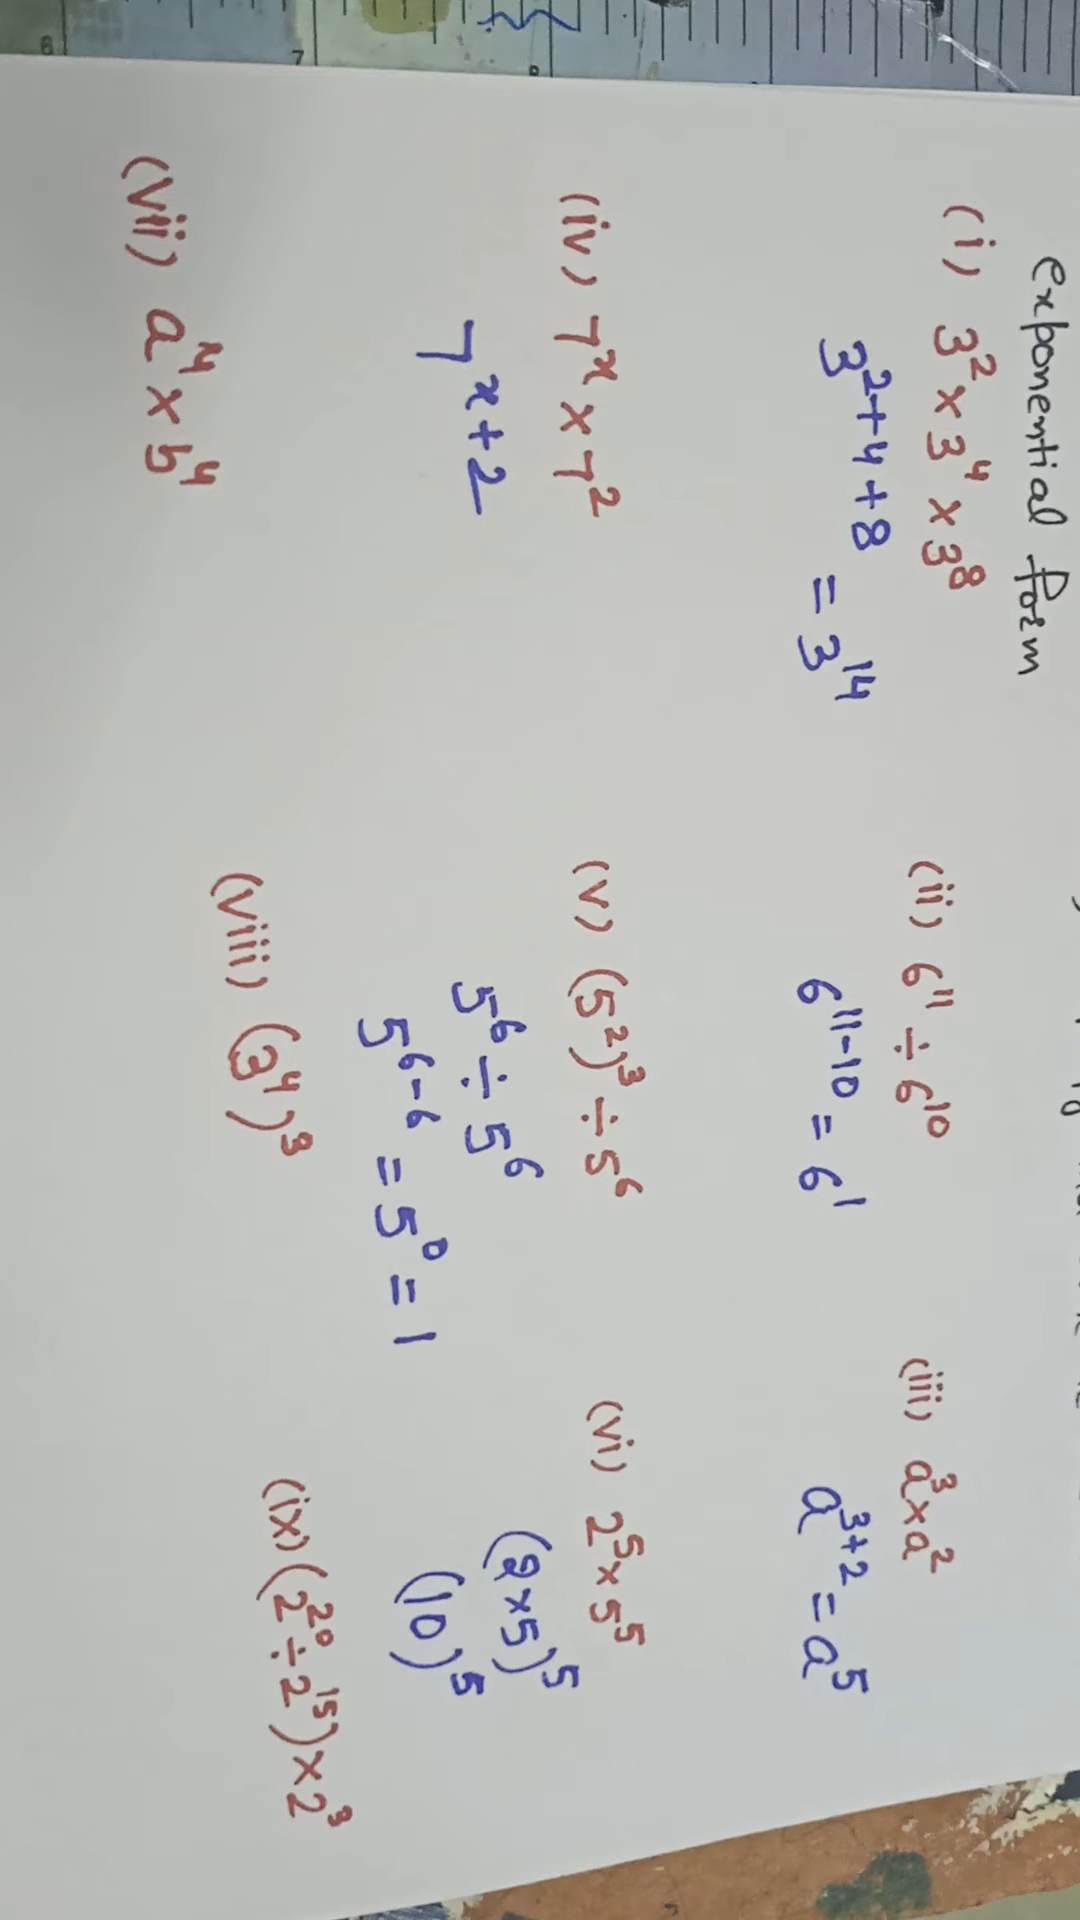 exponential form
(i) 3² × 3⁴ × 3⁸
3²⁺⁴⁺⁸ = 3¹⁴
(ii) 6¹¹ ÷ 6¹⁰
6¹¹⁻¹⁰ = 6¹
(iii) a³ × a²
a³⁺² = a⁵
(iv) 7ˣ × 7²
7ˣ⁺²
(v) (5²)³ ÷ 5⁶
5⁶ ÷ 5⁶
5⁶⁻⁶ = 5⁰ = 1
(vi) 2⁵ × 5⁵
(2 × 5)⁵
(10)⁵
(vii) a⁴ × b⁴
(viii) (3⁴)³
(ix) (2²⁰ ÷ 2¹⁵) × 2³
6
7